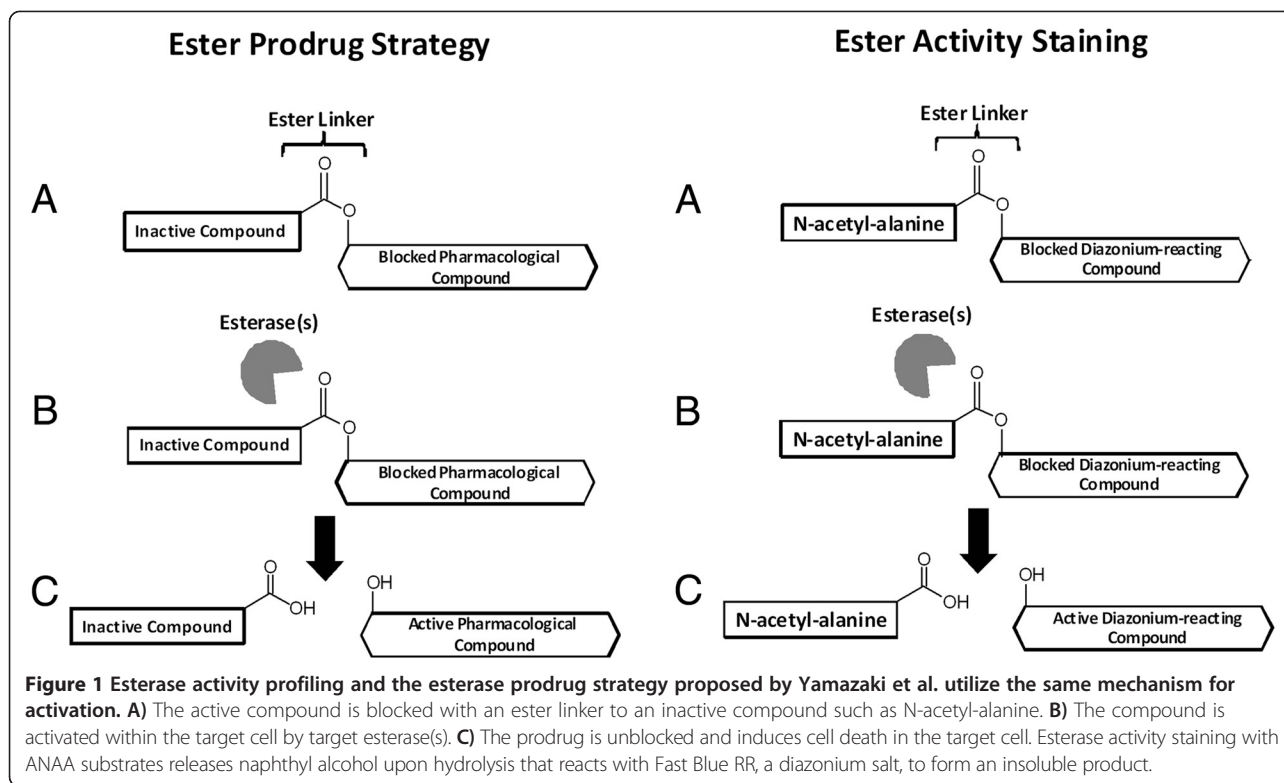 Ester Prodrug Strategy
Ester Linker
O
O
A
Inactive Compound
Blocked Pharmacological
Compound
Esterase(s)
O
O
B
Inactive Compound
Blocked Pharmacological
Compound
O
OH
OH
C
Inactive Compound
Active Pharmacological
Compound
Ester Activity Staining
Ester Linker
O
O
A
N-acetyl-alanine
Blocked Diazonium-reacting
Compound
Esterase(s)
O
O
B
N-acetyl-alanine
Blocked Diazonium-reacting
Compound
O
OH
OH
C
N-acetyl-alanine
Active Diazonium-reacting
Compound
Figure 1 Esterase activity profiling and the esterase prodrug strategy proposed by Yamazaki et al. utilize the same mechanism for
activation. A) The active compound is blocked with an ester linker to an inactive compound such as N-acetyl-alanine. B) The compound is
activated within the target cell by target esterase(s). C) The prodrug is unblocked and induces cell death in the target cell. Esterase activity staining with
ANAA substrates releases naphthyl alcohol upon hydrolysis that reacts with Fast Blue RR, a diazonium salt, to form an insoluble product.